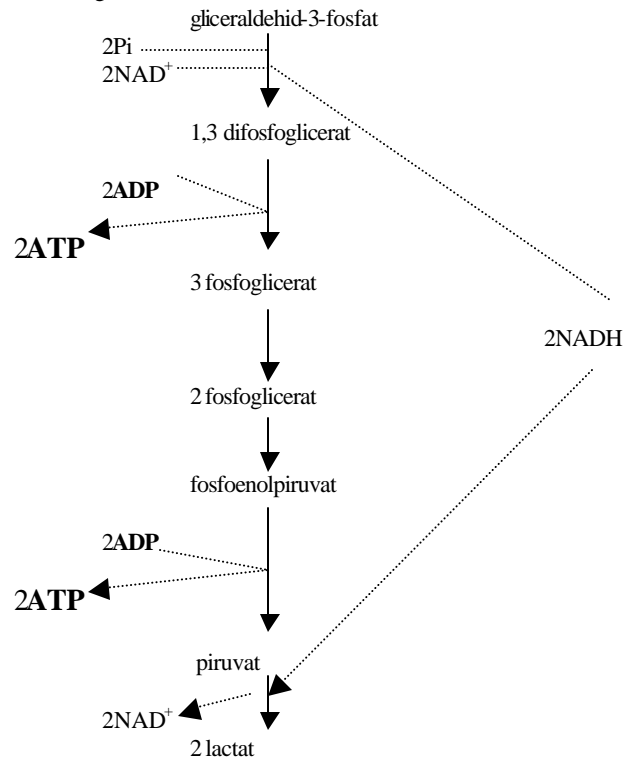 gliceraldehid-3-fosfat
2Pi
2NAD+
1,3 difosfoglicerat
2ADP
2ATP
3 fosfoglicerat
2NADH
2 fosfoglicerat
fosfoenolpiruvat
2ADP
2ATP
piruvat
2NAD+
2 lactat